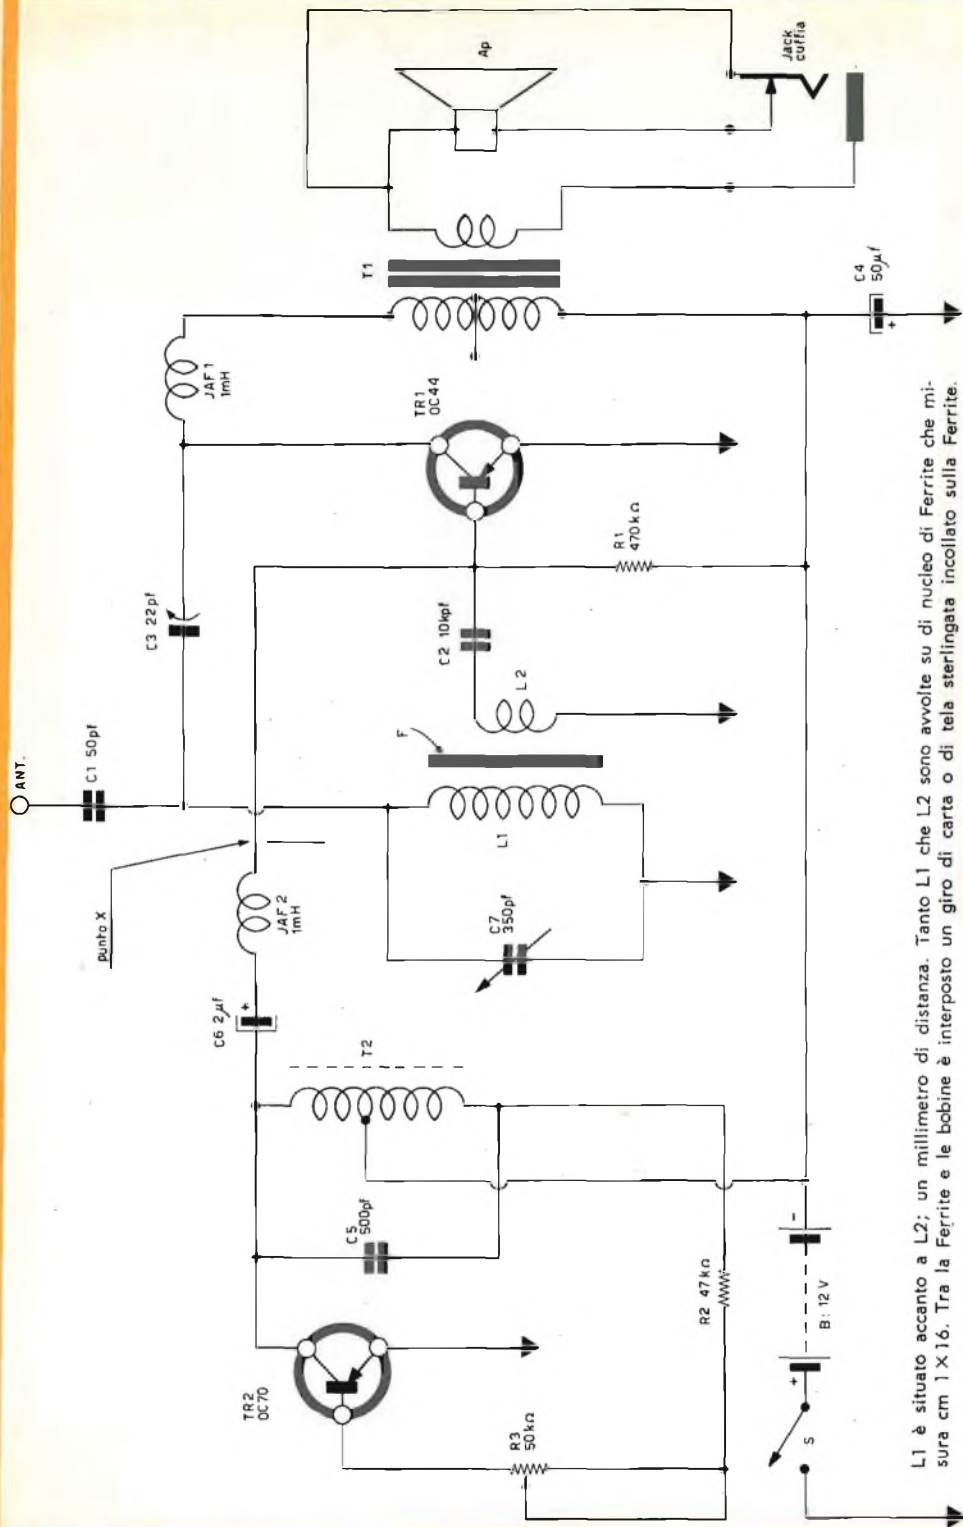 ANT.
C1 50pf
punto X
C3 22 pf
JAF1
1mH
T1
Ap
Jack
cuffia
C6 2µf
+
JAF2
1mH
T2
TR2
OC70
C5
500pf
C7
350pf
L1
F
L2
C2 10kpf
TR1
OC44
R1
470kΩ
C4
50µf
+
R3
50kΩ
R2 47kΩ
S
+
B: 12 V
-
L1 è situato accanto a L2; un millimetro di distanza. Tanto L1 che L2 sono avvolte su di nucleo di Ferrite che mi-
sura cm 1×16. Tra la Ferrite e le bobine è interposto un giro di carta o di tela sterlingata incollato sulla Ferrite.